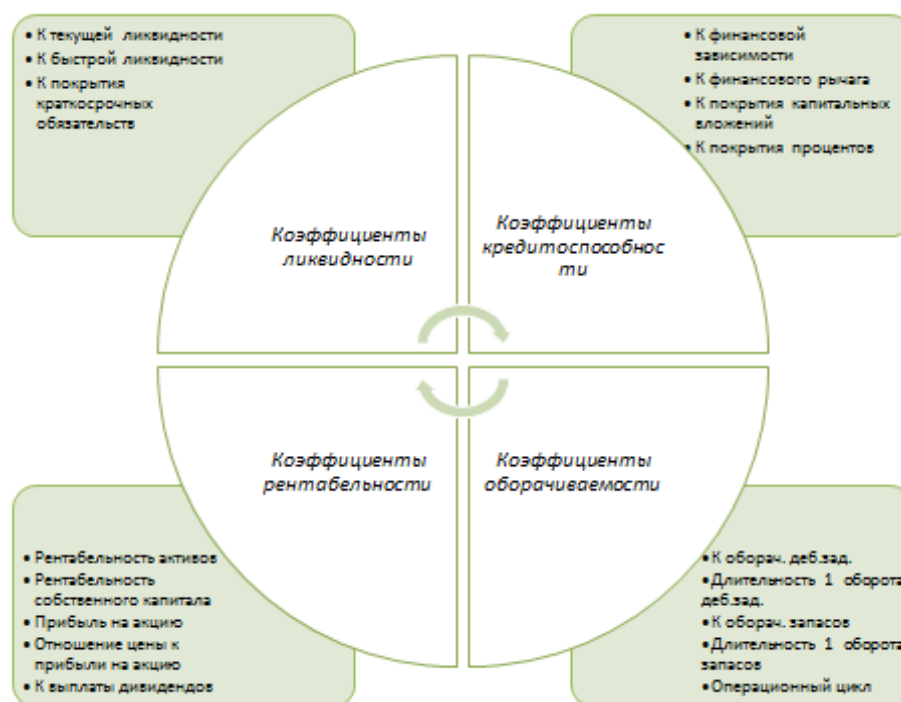 • К текущей ликвидности
• К быстрой ликвидности
• К покрытия
краткосрочных
обязательств
• К финансовой
зависимости
• К финансового рычага
• К покрытия капитальных
вложений
• К покрытия процентов
Коэффициенты
ликвидности
Коэффициенты
кредитоспособнос
ти
Коэффициенты
рентабельности
Коэффициенты
оборачиваемости
• Рентабельность активов
• Рентабельность
собственного капитала
• Прибыль на акцию
• Отношение цены к
прибыли на акцию
• К выплаты дивидендов
• К оборач. деб.зад.
• Длительность 1 оборота
деб.зад.
• К оборач. запасов
• Длительность 1 оборота
запасов
• Операционный цикл